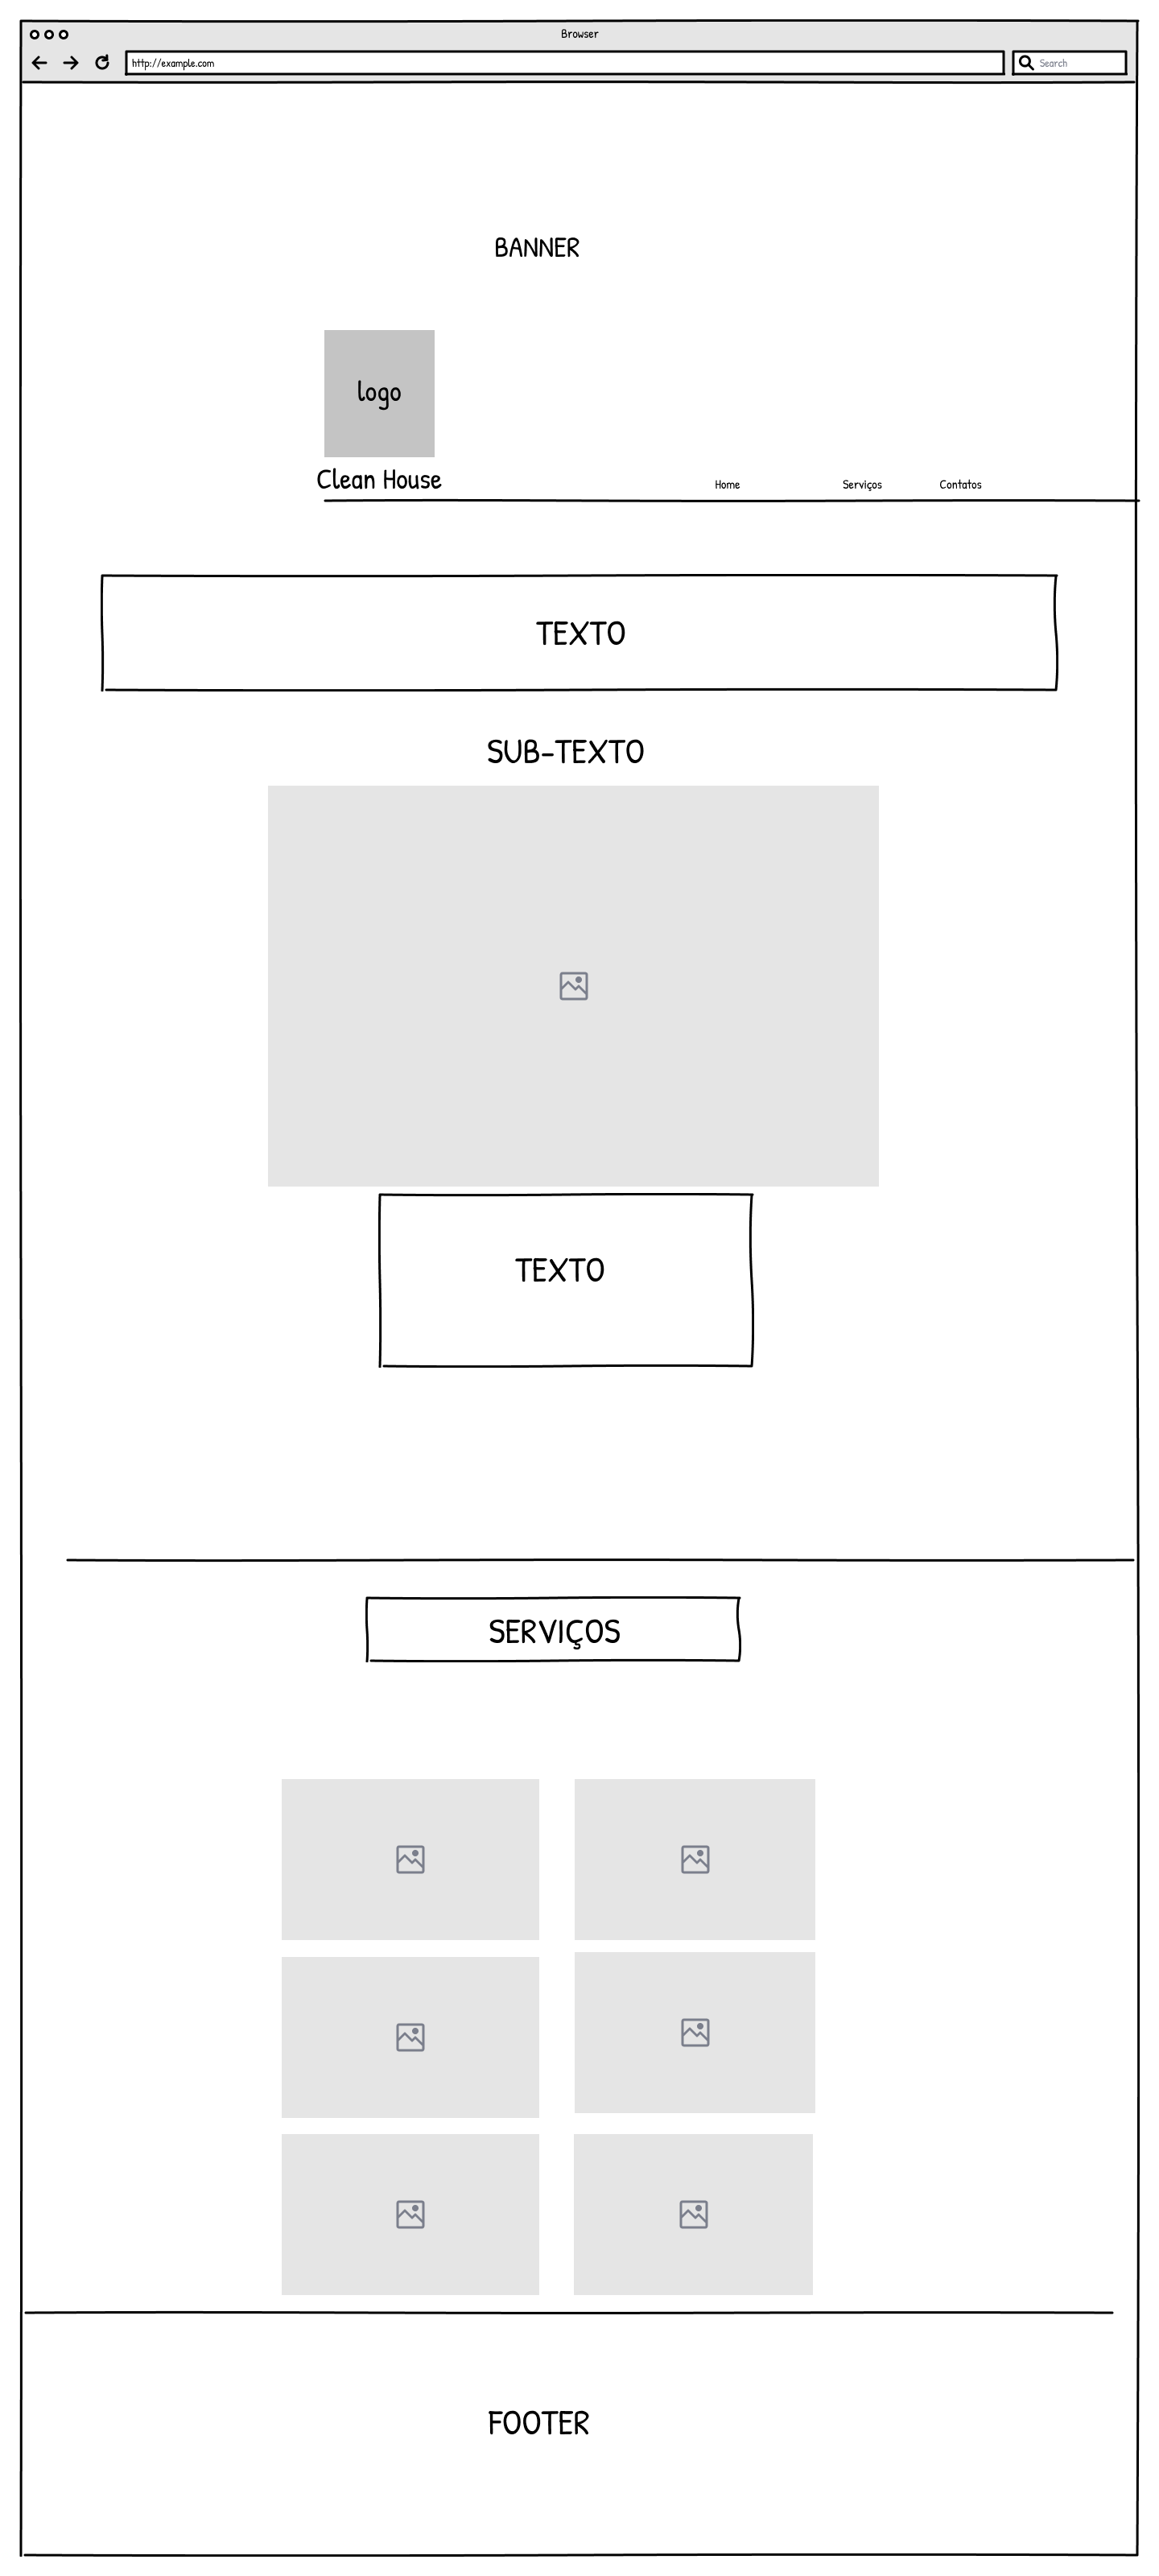 Browser
http://example.com
Search
BANNER
logo
Clean House
Home
Serviços
Contatos
TEXTO
SUB-TEXTO
TEXTO
SERVIÇOS
FOOTER